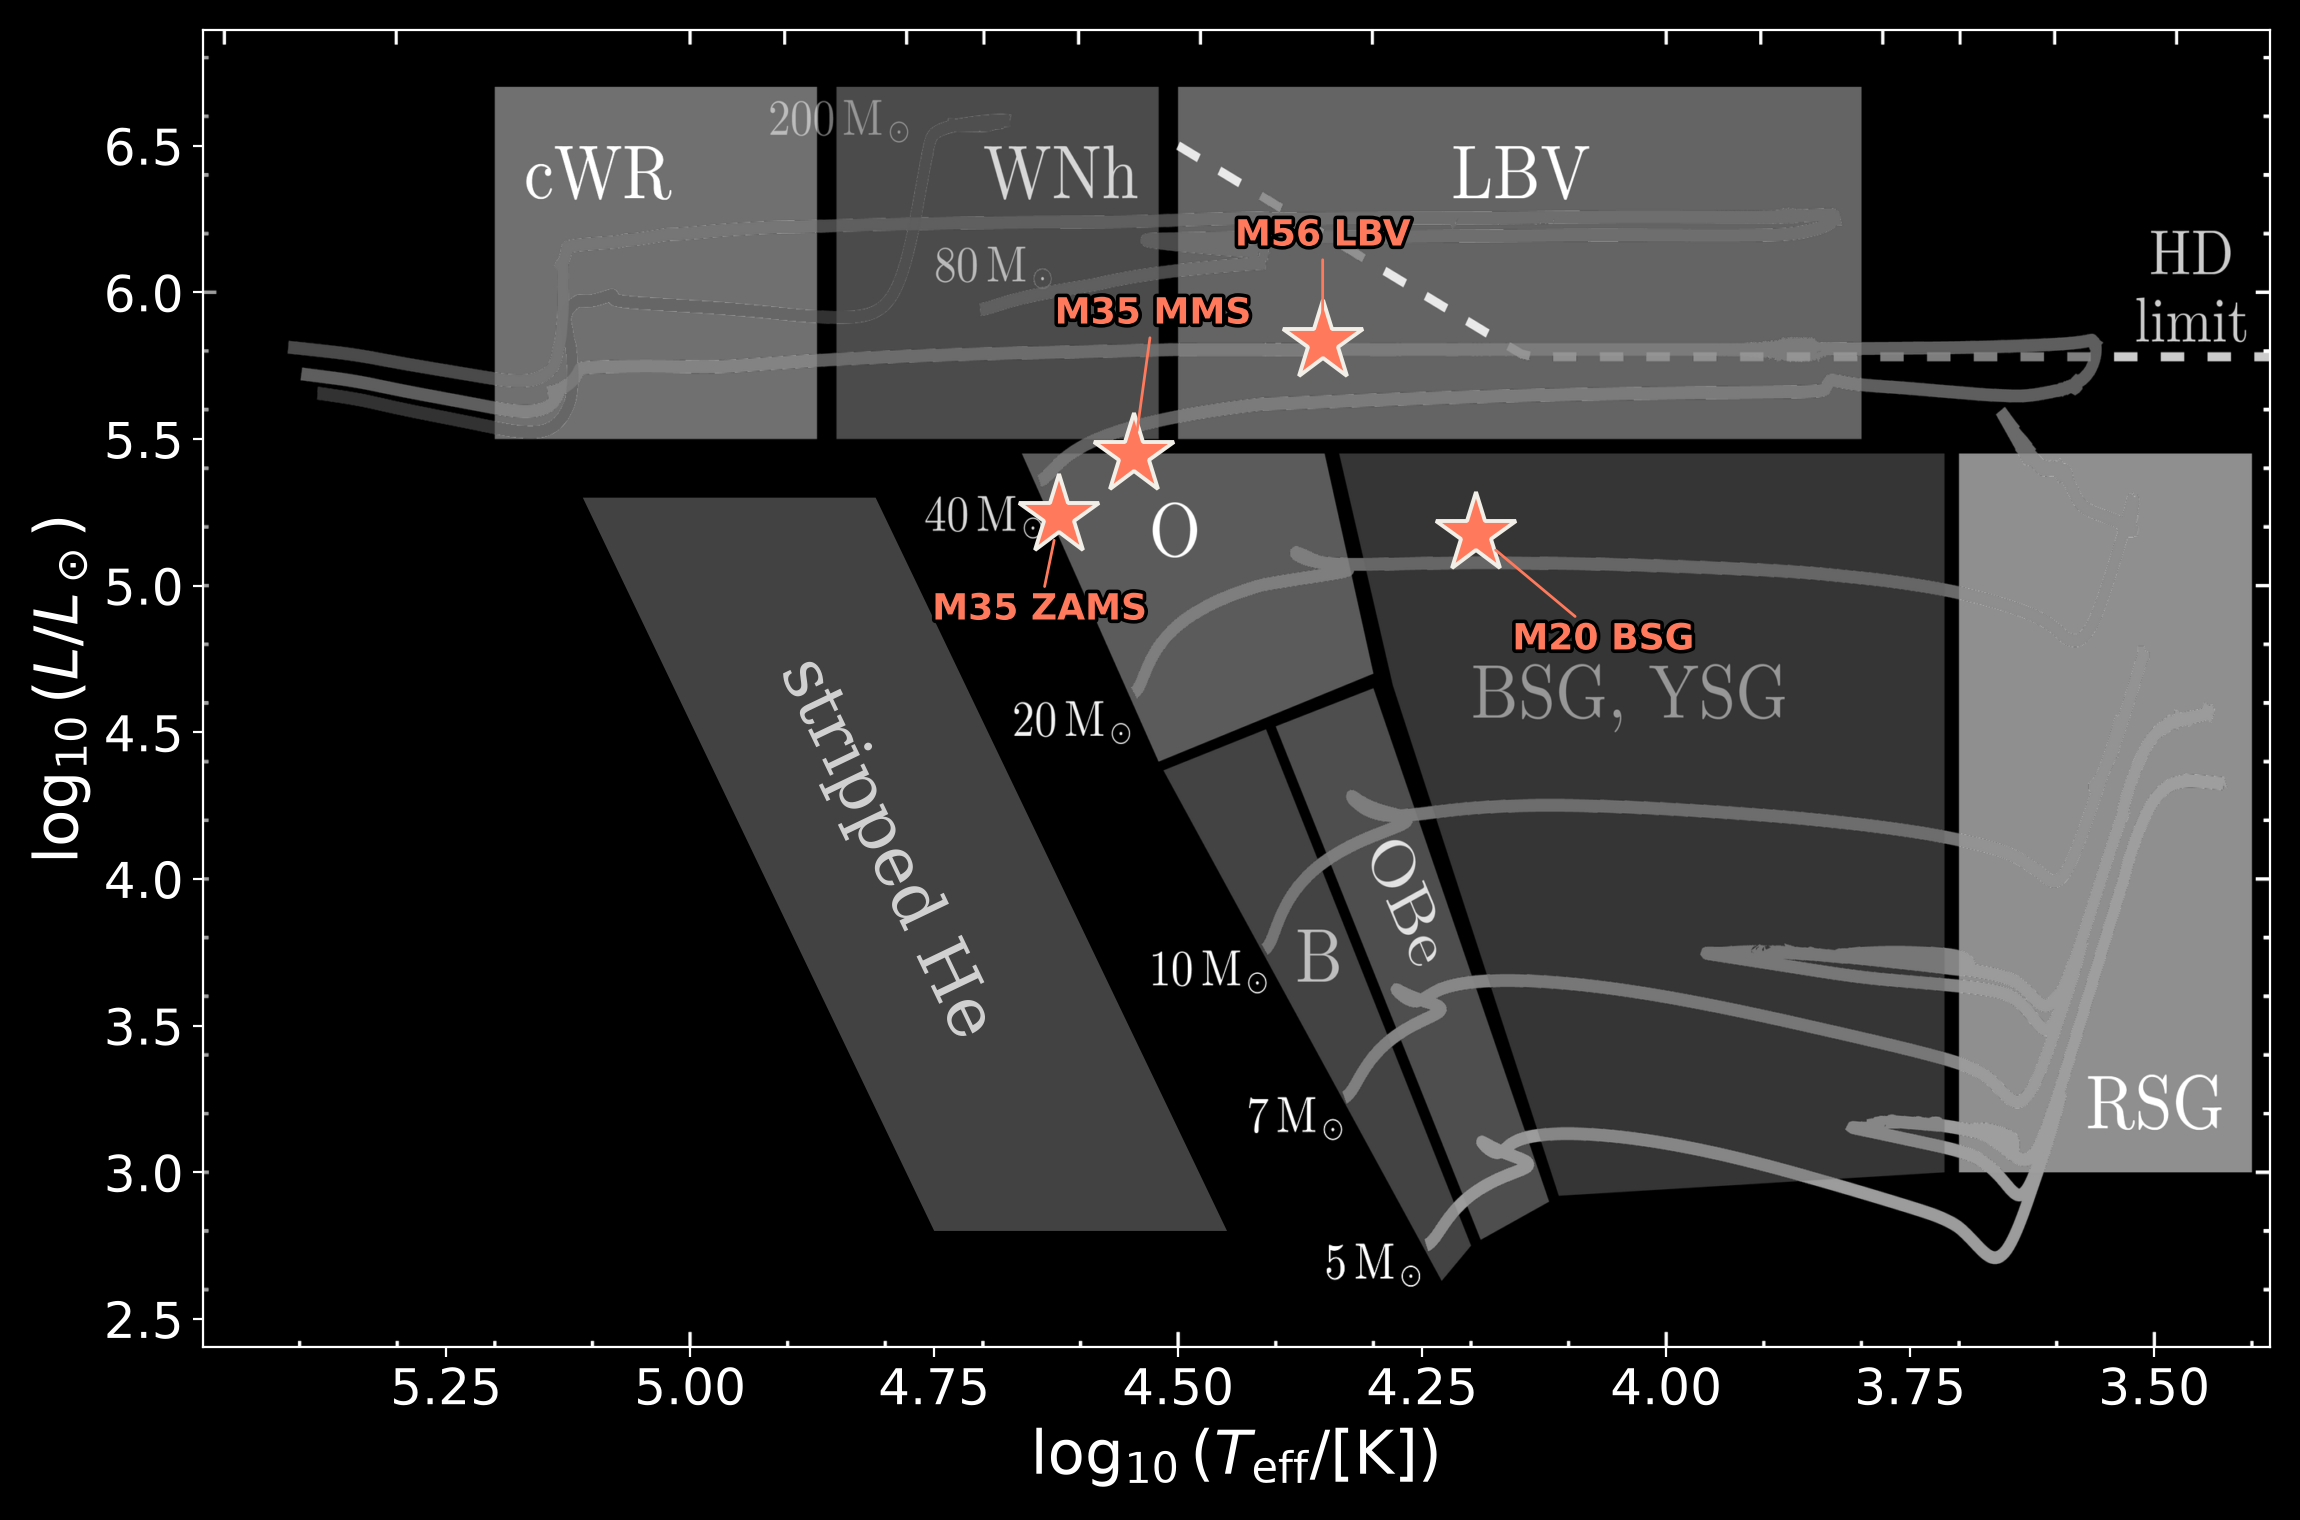 200 M⊙
cWR
WNh
LBV
M56 LBV
HD
limit
80 M⊙
M35 MMS
40 M⊙
O
M35 ZAMS
M20 BSG
BSG, YSG
20 M⊙
stripped He
OBe
B
10 M⊙
7 M⊙
RSG
5 M⊙
6.5
6.0
5.5
5.0
4.5
4.0
3.5
3.0
2.5
log₁₀ (L/L⊙)
5.25 5.00 4.75 4.50 4.25 4.00 3.75 3.50
log₁₀ (T_eff/[K])